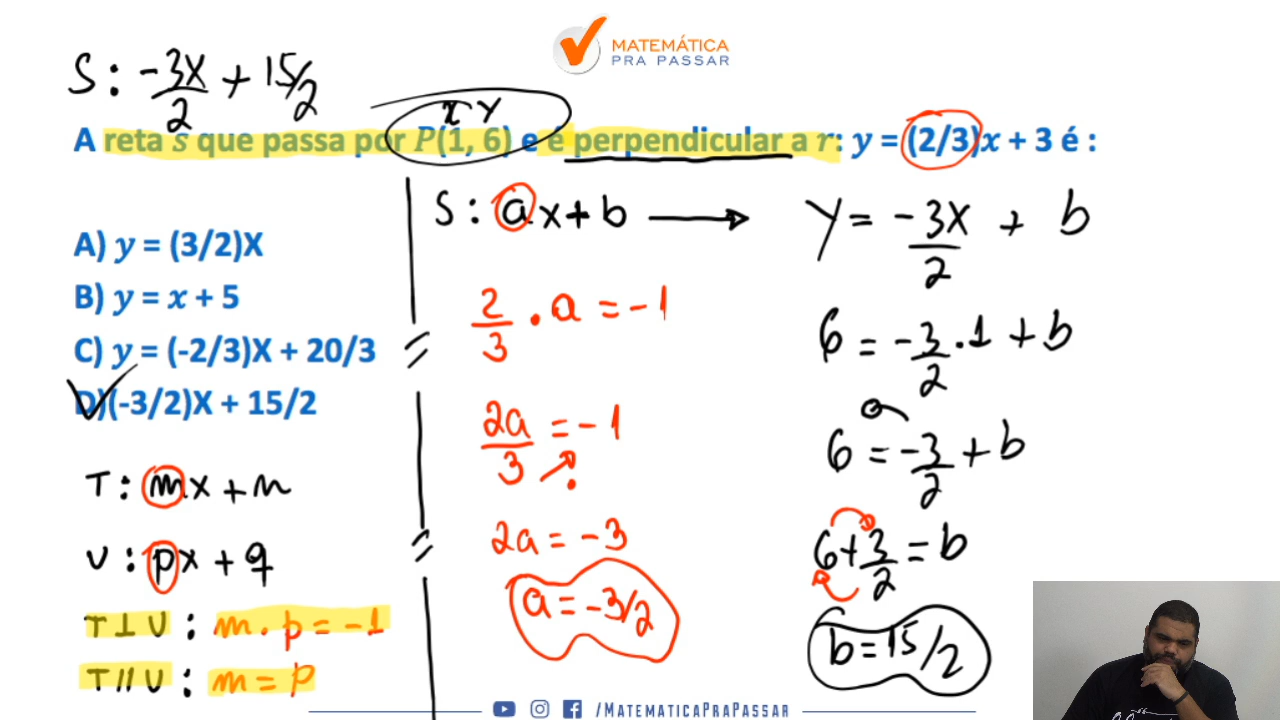 MATEMÁTICA
PRA PASSAR
S: -3X/2 + 15/2
X Y
A reta s que passa por P(1, 6) e é perpendicular a r: y = (2/3)x + 3 é :
A) y = (3/2)X
B) y = x + 5
C) y = (-2/3)X + 20/3
D)(-3/2)X + 15/2
T: mx + n
U: px + q
T⊥U: m. p = -1
T//U: m = P
S: ax + b
2/3 . a = -1
2a/3 = -1
2a = -3
a = -3/2
Y = -3X/2 + b
6 = -3/2 . 1 + b
6 = -3/2 + b
6 + 3/2 = b
b = 15/2
/MATEMATICAPRAPASSAR